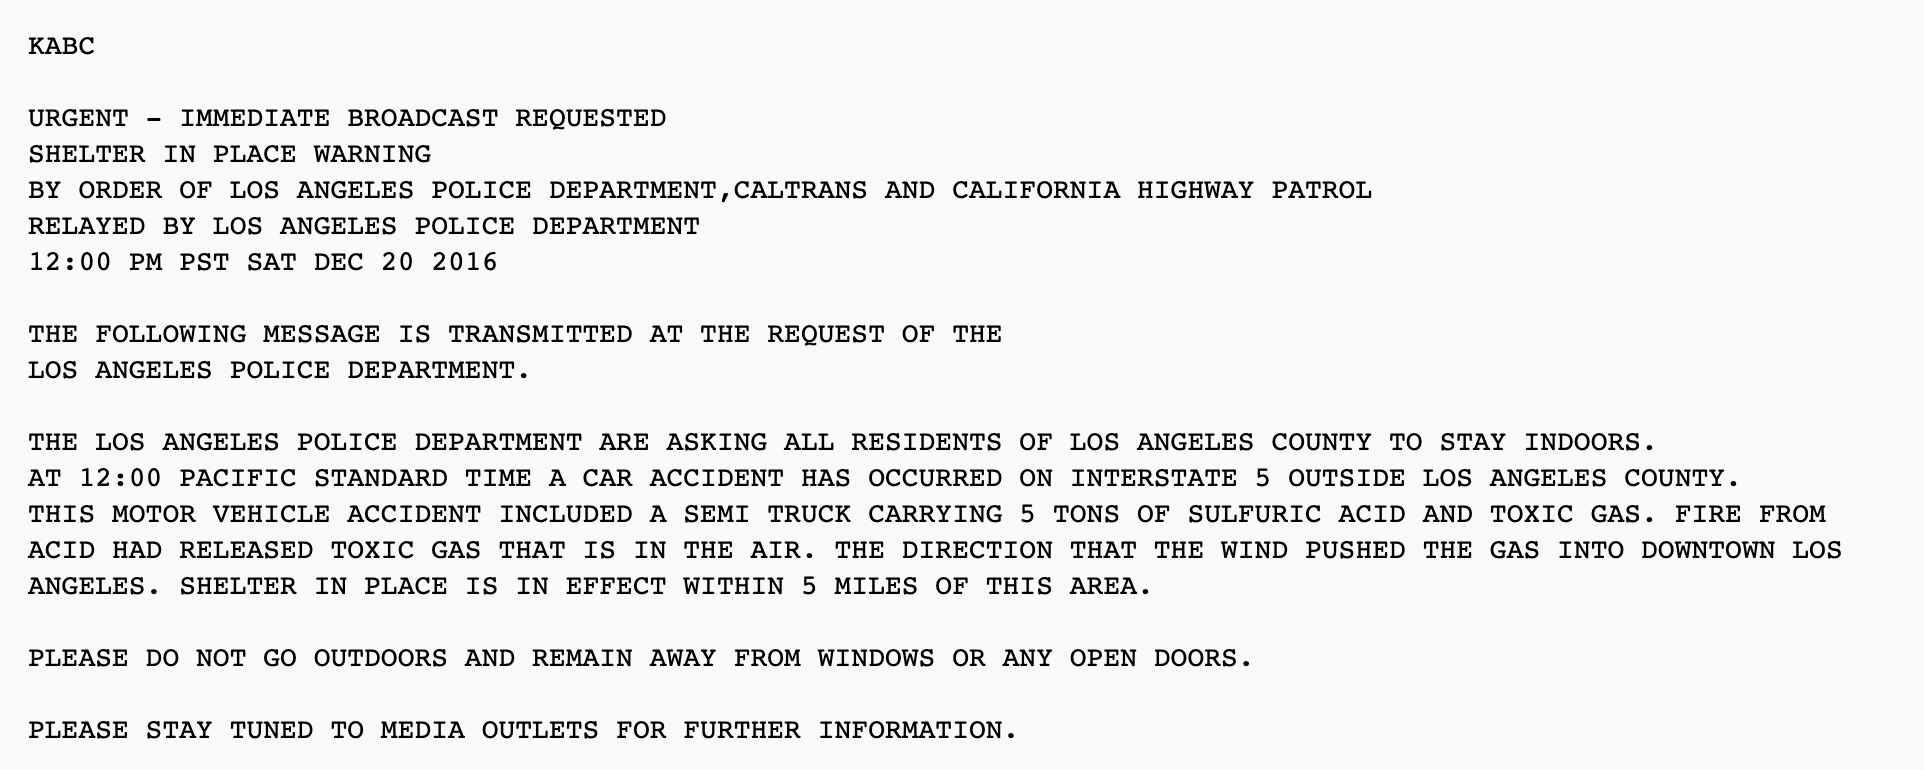 KABC
URGENT - IMMEDIATE BROADCAST REQUESTED
SHELTER IN PLACE WARNING
BY ORDER OF LOS ANGELES POLICE DEPARTMENT,CALTRANS AND CALIFORNIA HIGHWAY PATROL
RELAYED BY LOS ANGELES POLICE DEPARTMENT
12:00 PM PST SAT DEC 20 2016
THE FOLLOWING MESSAGE IS TRANSMITTED AT THE REQUEST OF THE
LOS ANGELES POLICE DEPARTMENT.
THE LOS ANGELES POLICE DEPARTMENT ARE ASKING ALL RESIDENTS OF LOS ANGELES COUNTY TO STAY INDOORS.
AT 12:00 PACIFIC STANDARD TIME A CAR ACCIDENT HAS OCCURRED ON INTERSTATE 5 OUTSIDE LOS ANGELES COUNTY.
THIS MOTOR VEHICLE ACCIDENT INCLUDED A SEMI TRUCK CARRYING 5 TONS OF SULFURIC ACID AND TOXIC GAS. FIRE FROM
ACID HAD RELEASED TOXIC GAS THAT IS IN THE AIR. THE DIRECTION THAT THE WIND PUSHED THE GAS INTO DOWNTOWN LOS
ANGELES. SHELTER IN PLACE IS IN EFFECT WITHIN 5 MILES OF THIS AREA.
PLEASE DO NOT GO OUTDOORS AND REMAIN AWAY FROM WINDOWS OR ANY OPEN DOORS.
PLEASE STAY TUNED TO MEDIA OUTLETS FOR FURTHER INFORMATION.